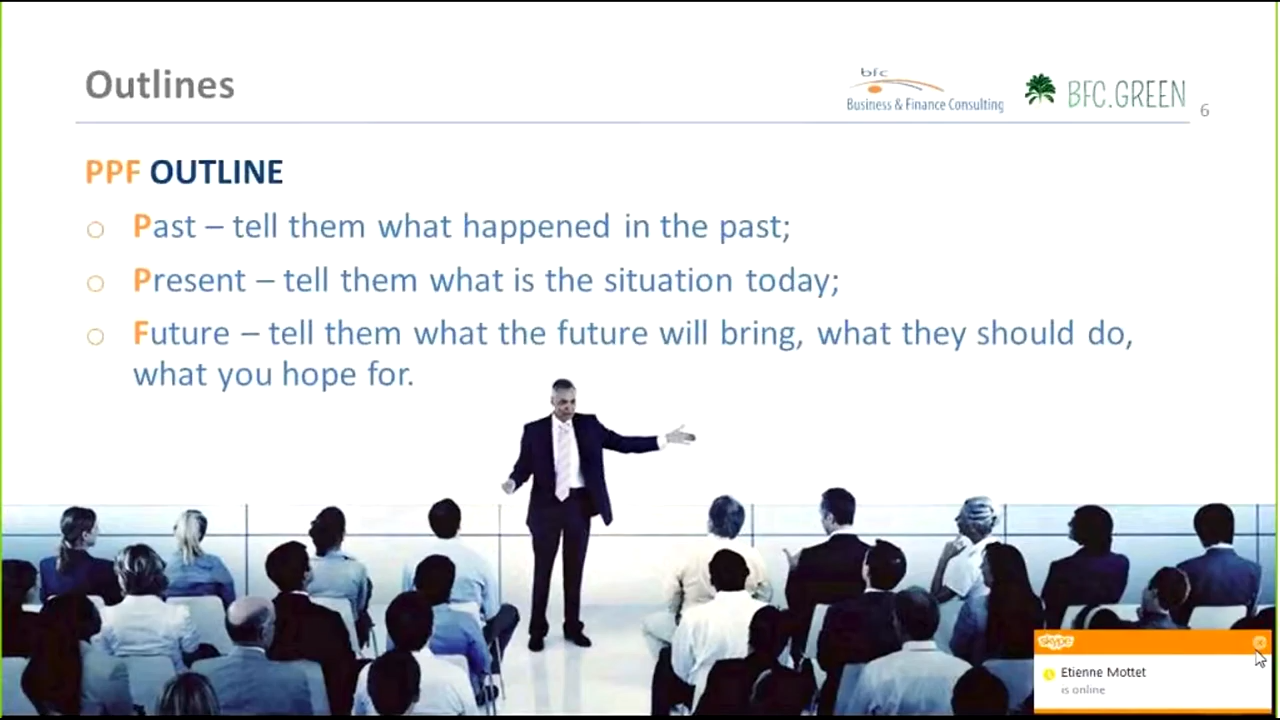 Outlines
bfc
Business & Finance Consulting
BFC.GREEN
6
PPF OUTLINE
Past – tell them what happened in the past;
Present – tell them what is the situation today;
Future – tell them what the future will bring, what they should do,
what you hope for.
skype
Etienne Mottet
is online